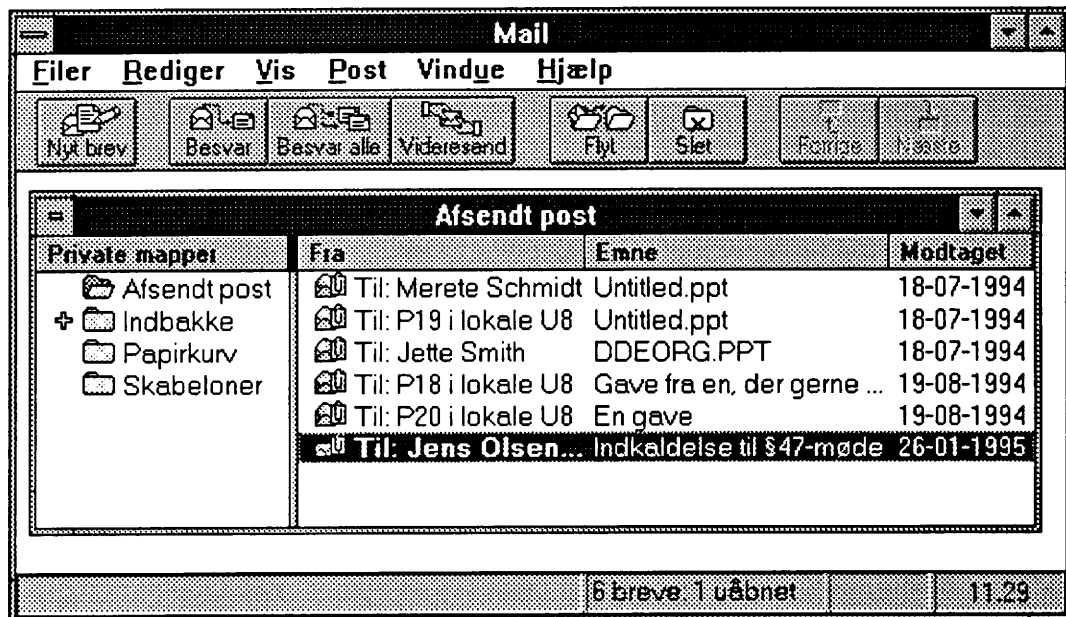 Mail
Filer Rediger Vis Post Vindue Hjælp
Nyt brev Besvar Besvar alle Videresend Flyt Slet Forrige Næste
Afsendt post
Private mapper Fra Emne Modtaget
Afsendt post Til: Merete Schmidt Untitled.ppt 18-07-1994
Indbakke Til: P19 i lokale U8 Untitled.ppt 18-07-1994
Papirkurv Til: Jette Smith DDEORG.PPT 18-07-1994
Skabeloner Til: P18 i lokale U8 Gave fra en, der gerne ... 19-08-1994
Til: P20 i lokale U8 En gave 19-08-1994
Til: Jens Olsen... Indkaldelse til §47-møde 26-01-1995
6 breve: 1 uåbnet 11.29